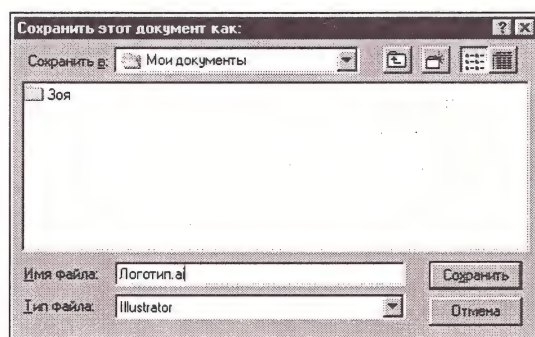 Сохранить этот документ как:
Сохранить в: Мои документы
Зоя
Имя файла: Логотип.ai Сохранить
Тип файла: Illustrator Отмена